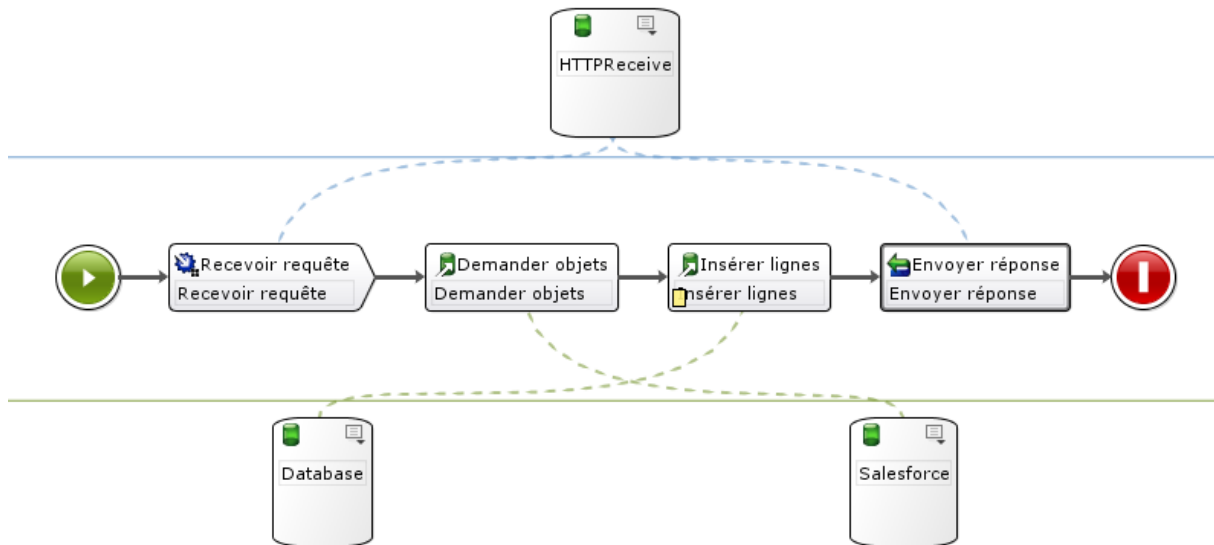 HTTPReceive
Recevoir requête
Recevoir requête
Demander objets
Demander objets
Insérer lignes
Insérer lignes
Envoyer réponse
Envoyer réponse
Database
Salesforce